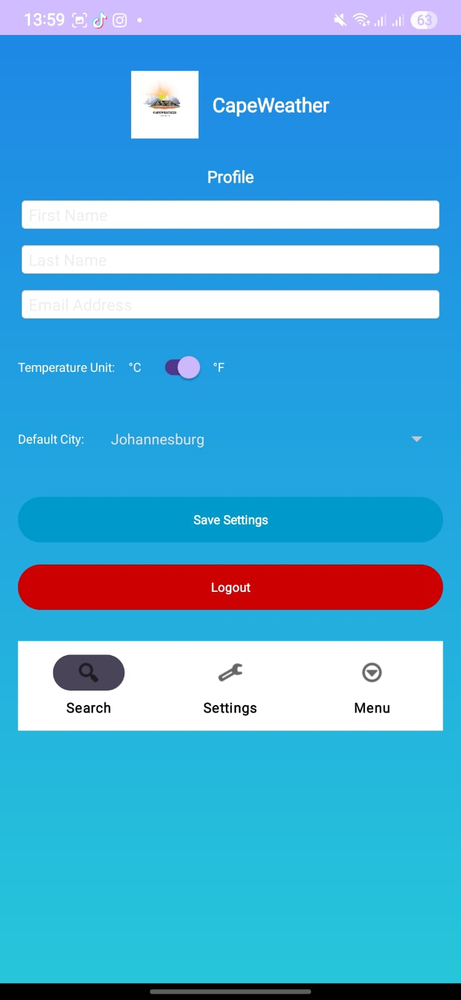 13:59
63
CAPEWEATHER
CapeWeather
Profile
First Name
Last Name
Email Address
Temperature Unit: °C °F
Default City: Johannesburg
Save Settings
Logout
Search Settings Menu